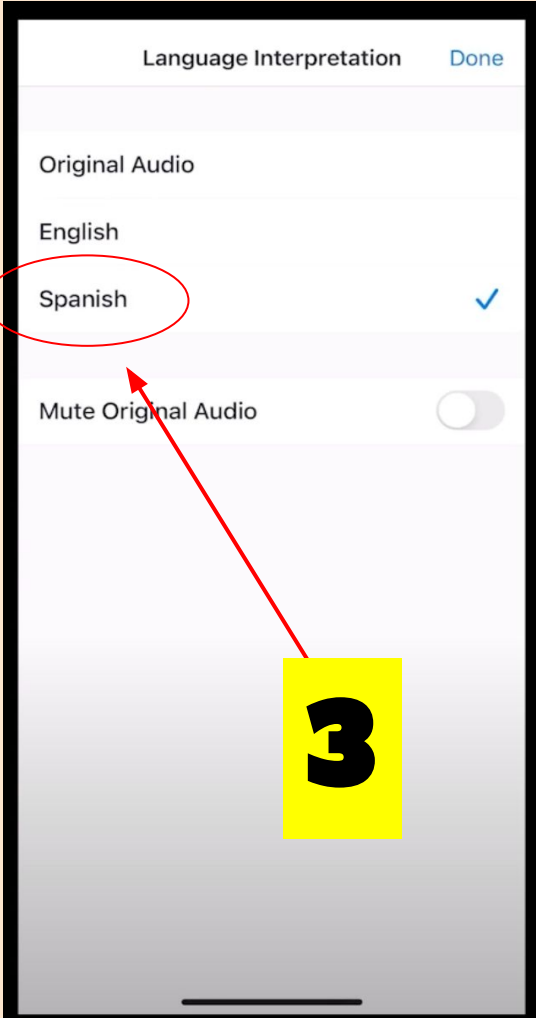 Language Interpretation Done
Original Audio
English
Spanish
Mute Original Audio
3